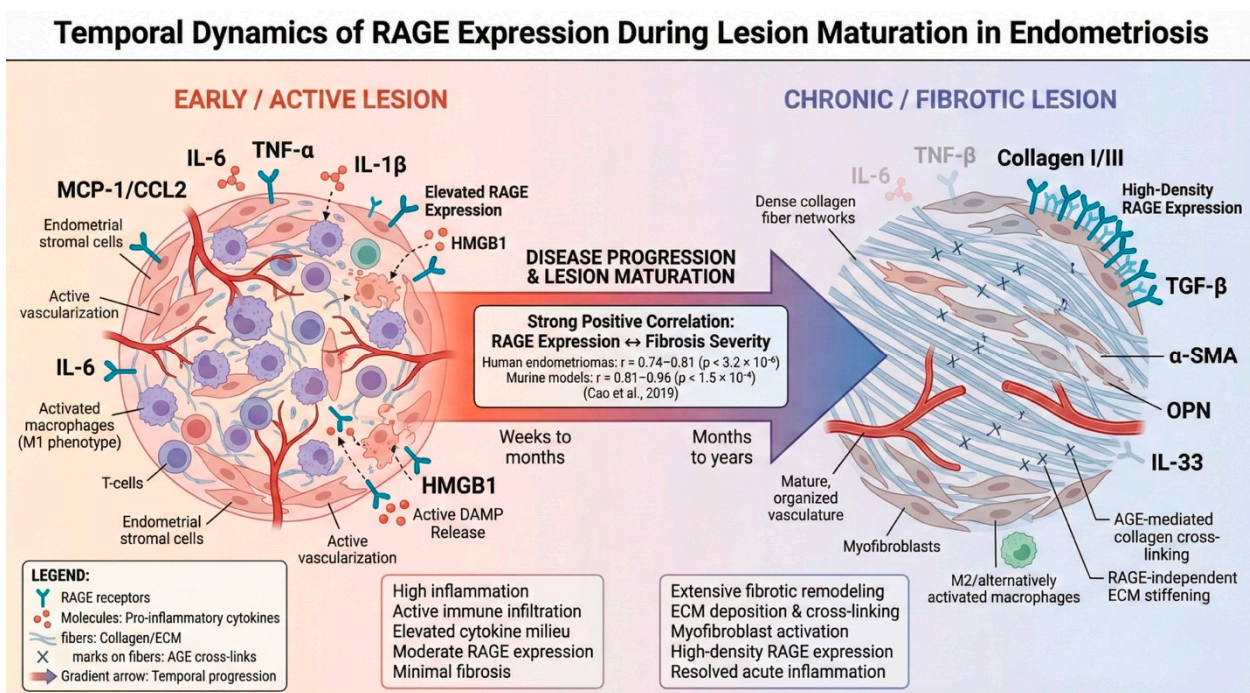 Temporal Dynamics of RAGE Expression During Lesion Maturation in Endometriosis
EARLY / ACTIVE LESION
IL-6
TNF-α
IL-1β
MCP-1/CCL2
Elevated RAGE
Expression
Endometrial
stromal cells
HMGB1
Active
vascularization
IL-6
Activated
macrophages
(M1 phenotype)
T-cells
Endometrial
stromal cells
Active
vascularization
HMGB1
Active DAMP
Release
DISEASE PROGRESSION
& LESION MATURATION
Strong Positive Correlation:
RAGE Expression ↔ Fibrosis Severity
Human endometriomas: r = 0.74–0.81 (p < 3.2 × 10⁻⁶)
Murine models: r = 0.81–0.96 (p < 1.5 × 10⁻⁴)
(Cao et al., 2019)
Weeks to
months
Months
to years
CHRONIC / FIBROTIC LESION
IL-6
TNF-β
Collagen I/III
High-Density
RAGE Expression
Dense collagen
fiber networks
TGF-β
α-SMA
OPN
IL-33
Mature,
organized
vasculature
Myofibroblasts
M2/alternatively
activated macrophages
AGE-mediated
collagen cross-
linking
RAGE-independent
ECM stiffening
LEGEND:
RAGE receptors
Molecules: Pro-inflammatory cytokines
fibers: Collagen/ECM
marks on fibers: AGE cross-links
Gradient arrow: Temporal progression
High inflammation
Active immune infiltration
Elevated cytokine milieu
Moderate RAGE expression
Minimal fibrosis
Extensive fibrotic remodeling
ECM deposition & cross-linking
Myofibroblast activation
High-density RAGE expression
Resolved acute inflammation